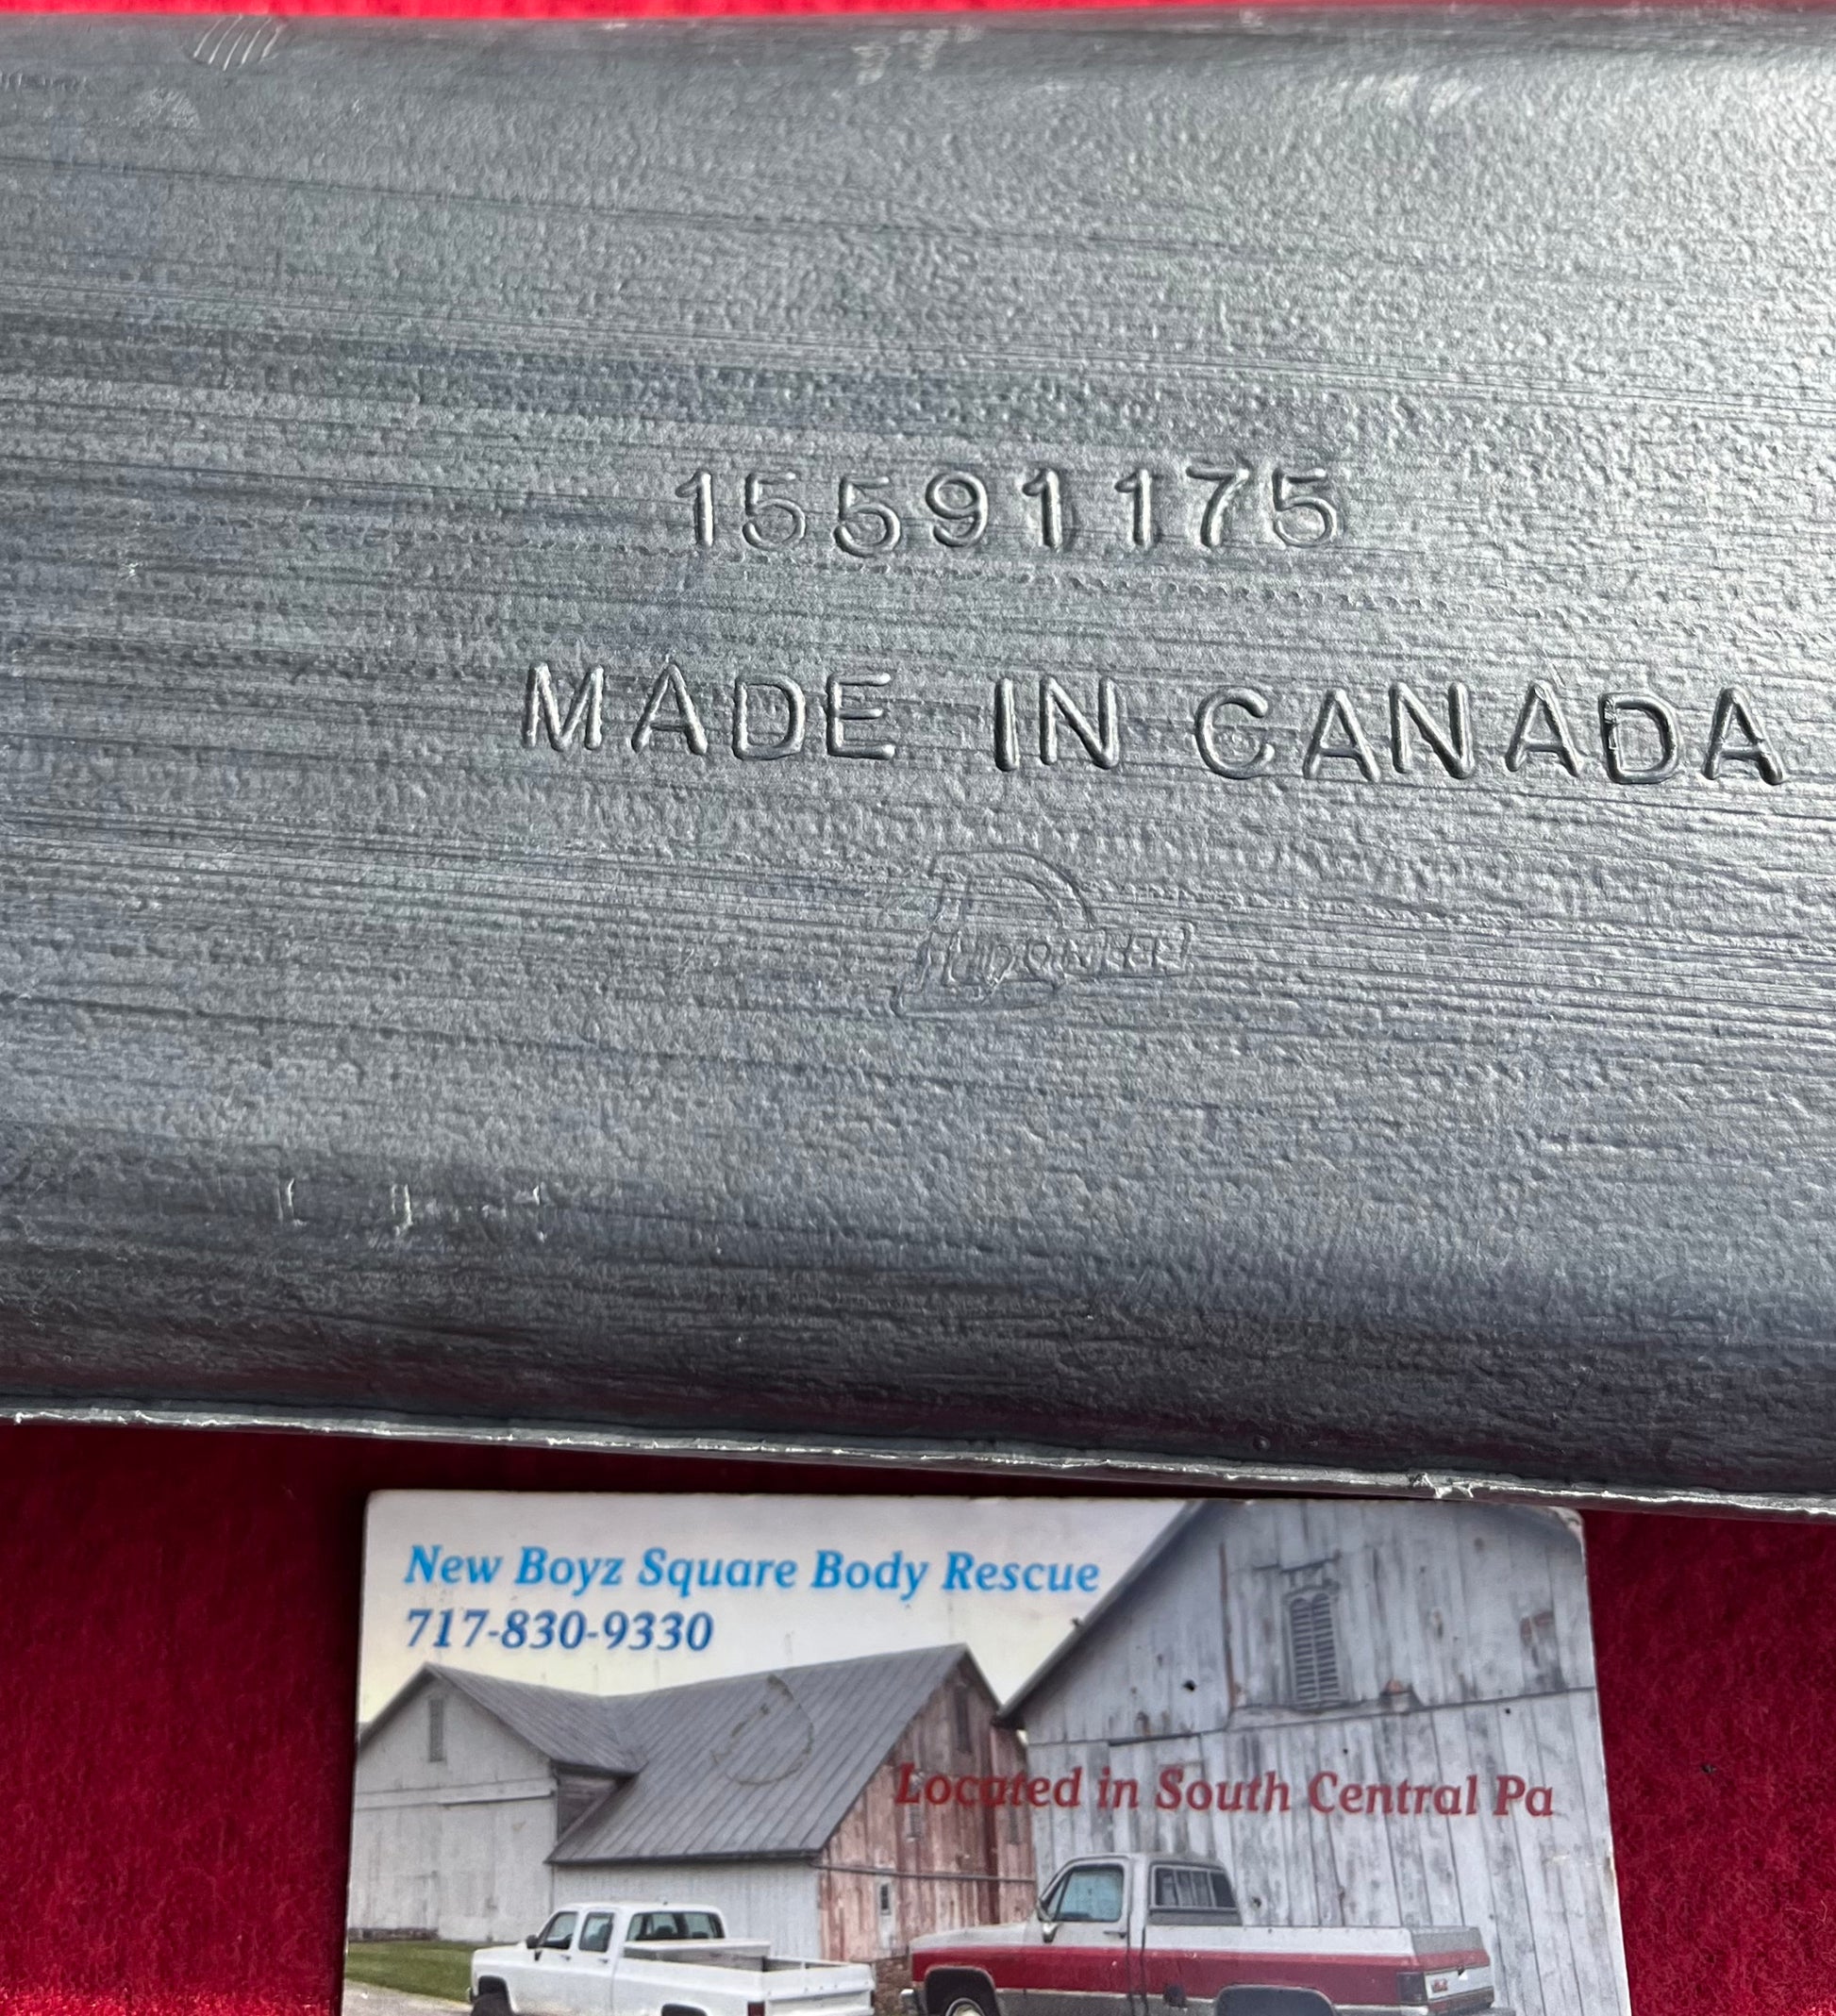 15591175
MADE IN CANADA
New Boyz Square Body Rescue
717-830-9330
Located in South Central Pa